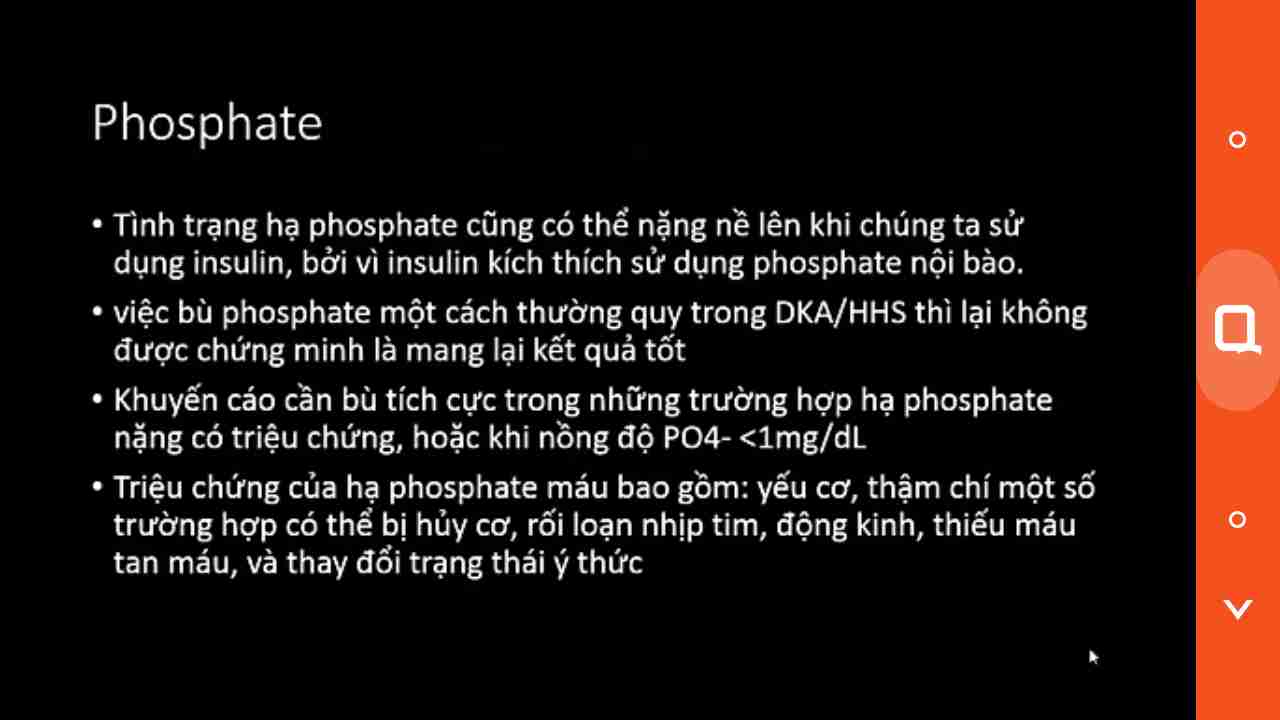 Phosphate
• Tình trạng hạ phosphate cũng có thể nặng nề lên khi chúng ta sử
dụng insulin, bởi vì insulin kích thích sử dụng phosphate nội bào.
• việc bù phosphate một cách thường quy trong DKA/HHS thì lại không
được chứng minh là mang lại kết quả tốt
• Khuyến cáo cần bù tích cực trong những trường hợp hạ phosphate
nặng có triệu chứng, hoặc khi nồng độ PO4- <1mg/dL
• Triệu chứng của hạ phosphate máu bao gồm: yếu cơ, thậm chí một số
trường hợp có thể bị hủy cơ, rối loạn nhịp tim, động kinh, thiếu máu
tan máu, và thay đổi trạng thái ý thức